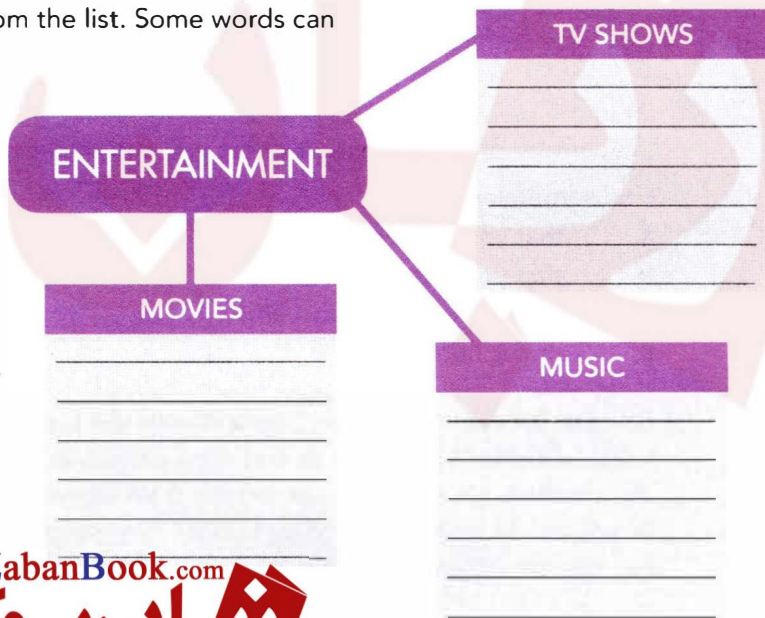 om the list. Some words can
TV SHOWS
ENTERTAINMENT
MOVIES
MUSIC
abanBook.com